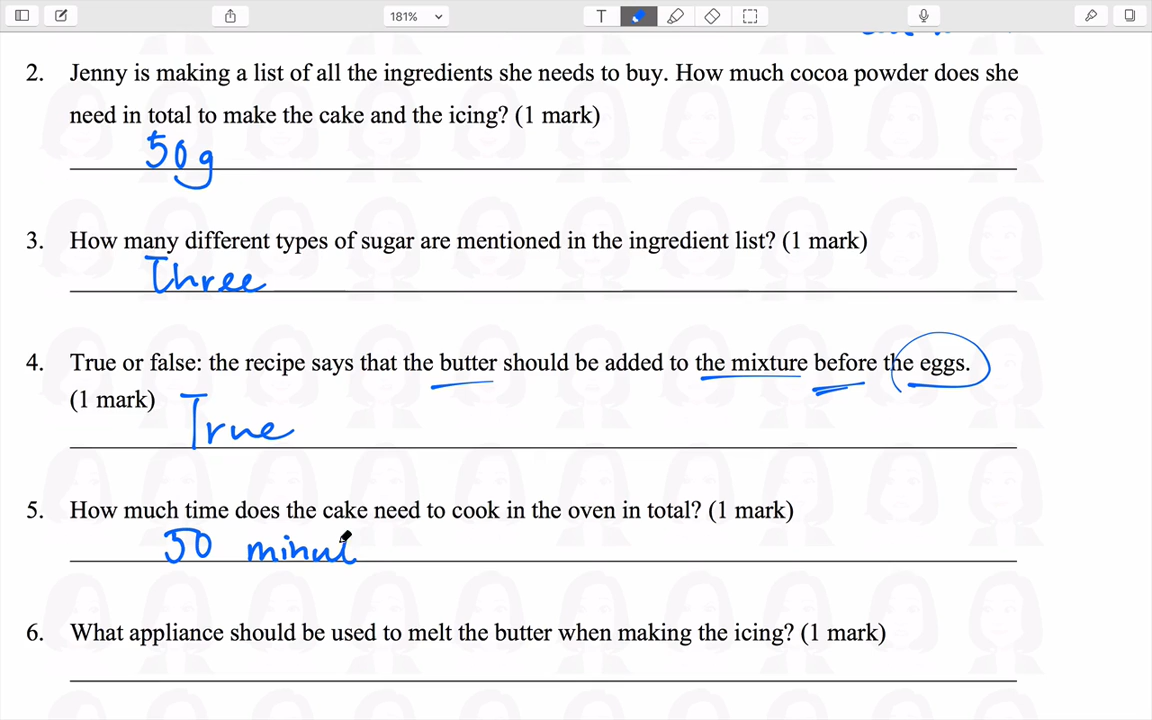 181%
T
2. Jenny is making a list of all the ingredients she needs to buy. How much cocoa powder does she
need in total to make the cake and the icing? (1 mark)
50g
3. How many different types of sugar are mentioned in the ingredient list? (1 mark)
Three
4. True or false: the recipe says that the butter should be added to the mixture before the eggs.
(1 mark)
True
5. How much time does the cake need to cook in the oven in total? (1 mark)
50 minut
6. What appliance should be used to melt the butter when making the icing? (1 mark)